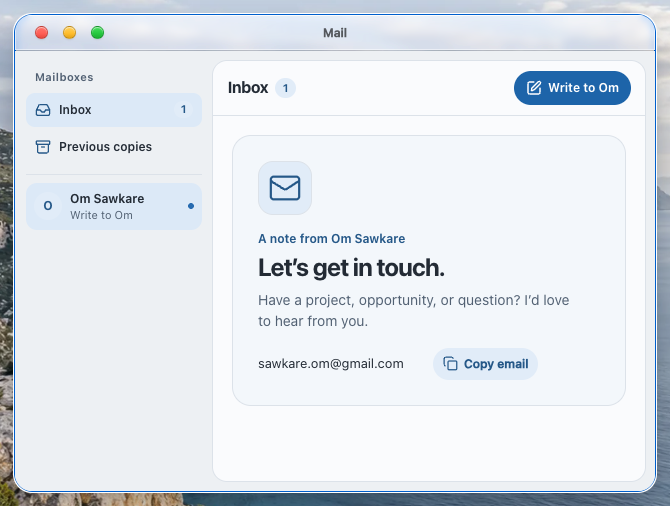 Mail
Mailboxes
Inbox 1
Previous copies
O
Om Sawkare
Write to Om
Inbox 1
Write to Om
A note from Om Sawkare
Let’s get in touch.
Have a project, opportunity, or question? I’d love
to hear from you.
sawkare.om@gmail.com
Copy email